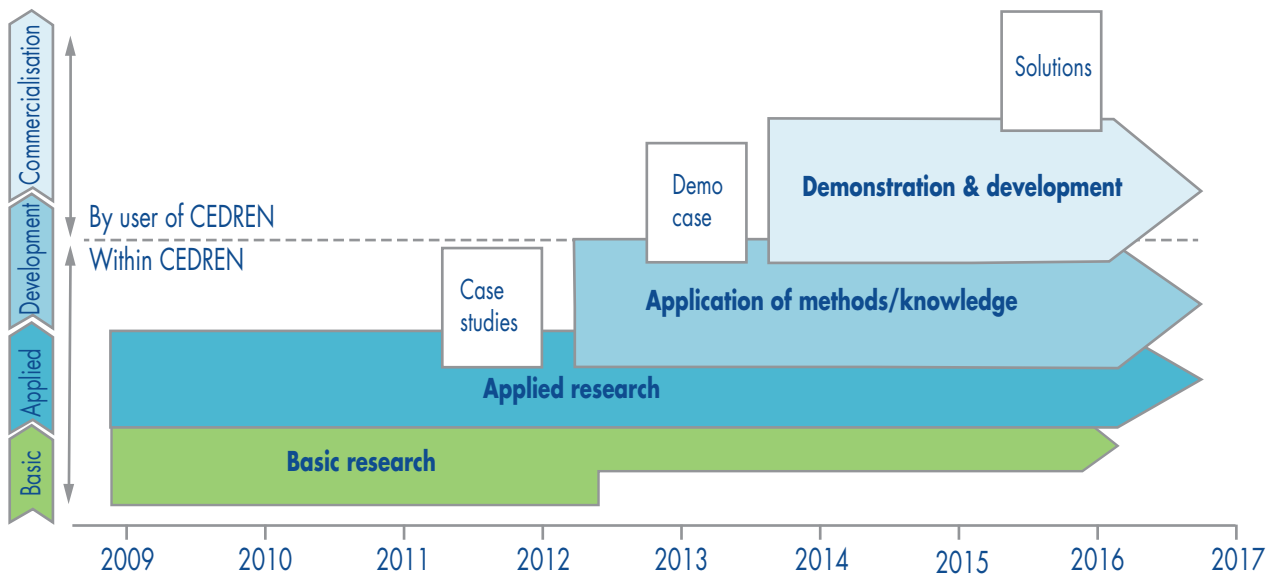 Commercialisation
Development
Applied
Basic
By user of CEDREN
Within CEDREN
Solutions
Demo
case
Demonstration & development
Case
studies
Application of methods/knowledge
Applied research
Basic research
2009 2010 2011 2012 2013 2014 2015 2016 2017